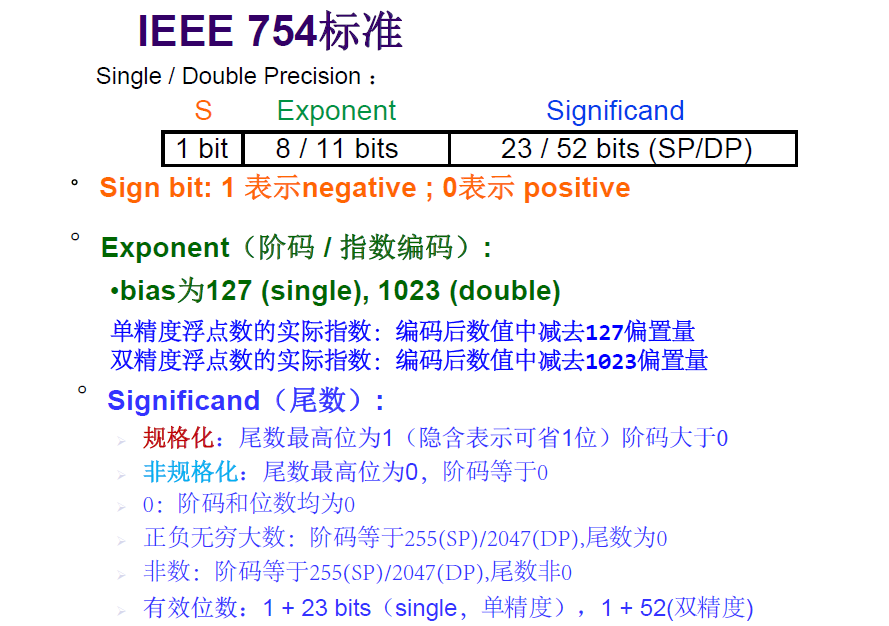 IEEE 754标准
Single / Double Precision：
S Exponent Significand
1 bit 8 / 11 bits 23 / 52 bits (SP/DP)
° Sign bit: 1 表示negative ; 0表示 positive
° Exponent（阶码 / 指数编码）:
•bias为127 (single), 1023 (double)
单精度浮点数的实际指数：编码后数值中减去127偏置量
双精度浮点数的实际指数：编码后数值中减去1023偏置量
° Significand（尾数）:
➢ 规格化：尾数最高位为1（隐含表示可省1位）阶码大于0
➢ 非规格化：尾数最高位为0，阶码等于0
➢ 0：阶码和位数均为0
➢ 正负无穷大数：阶码等于255(SP)/2047(DP),尾数为0
➢ 非数：阶码等于255(SP)/2047(DP),尾数非0
➢ 有效位数：1 + 23 bits（single，单精度），1 + 52(双精度)